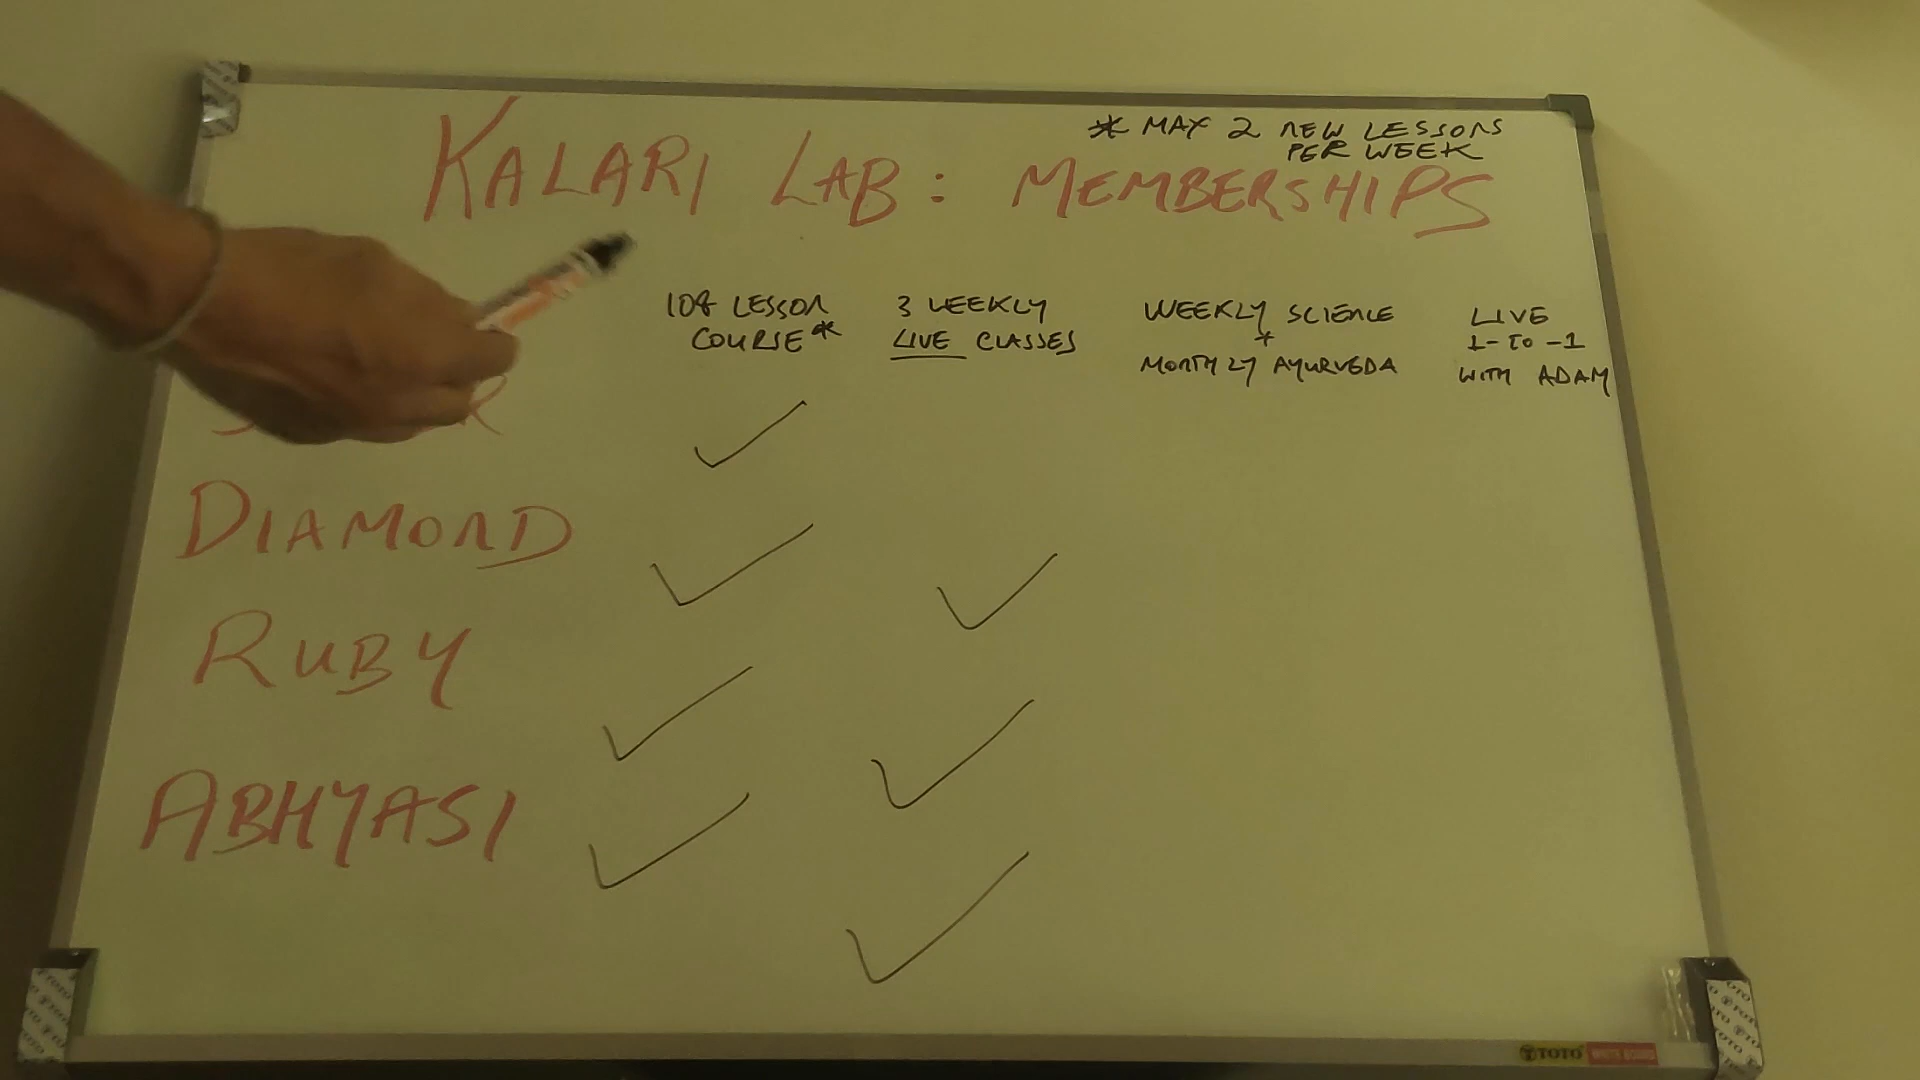 * MAX 2 NEW LESSONS
PER WEEK
KALARI LAB: MEMBERSHIPS
108 LESSON
COURSE*
3 WEEKLY
LIVE CLASSES
WEEKLY SCIENCE
+
MONTHLY AYURVEDA
LIVE
1-TO-1
WITH ADAM
DIAMOND
RUBY
ABHYASI
TOTO